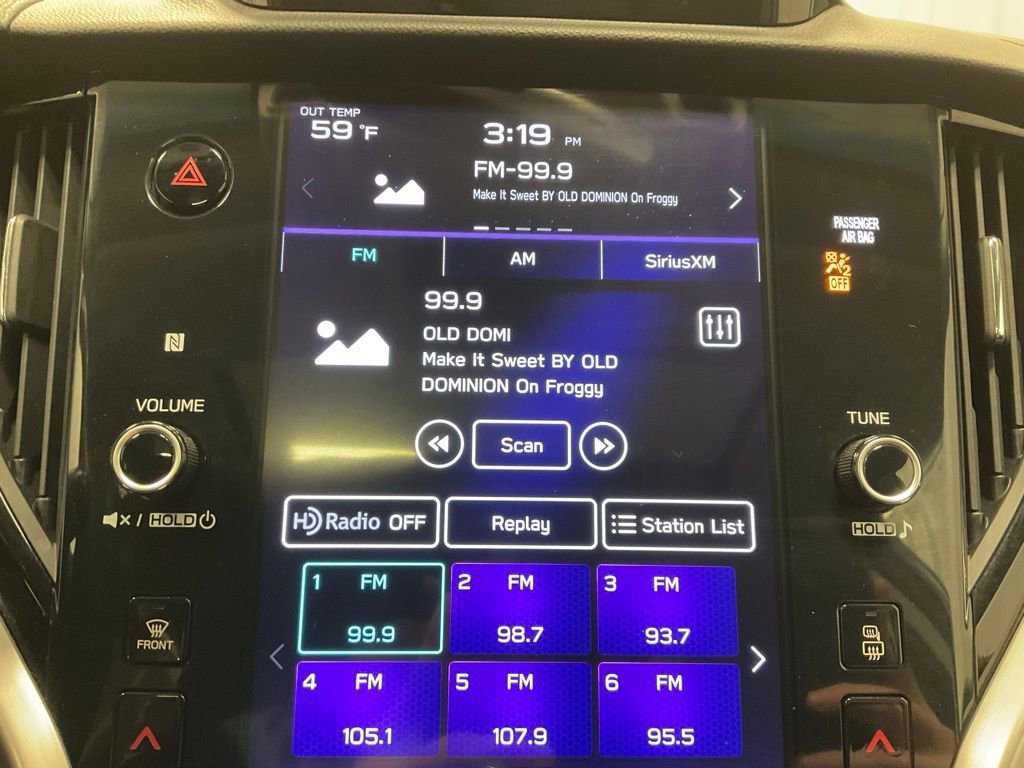 OUT TEMP
59 °F
3:19 PM
FM-99.9
Make It Sweet BY OLD DOMINION On Froggy
PASSENGER
AIR BAG
2
OFF
FM AM SiriusXM
99.9
OLD DOMI
Make It Sweet BY OLD
DOMINION On Froggy
VOLUME
TUNE
Scan
/ HOLD
HOLD
HD Radio OFF Replay Station List
1 FM 2 FM 3 FM
99.9 98.7 93.7
FRONT
4 FM 5 FM 6 FM
105.1 107.9 95.5